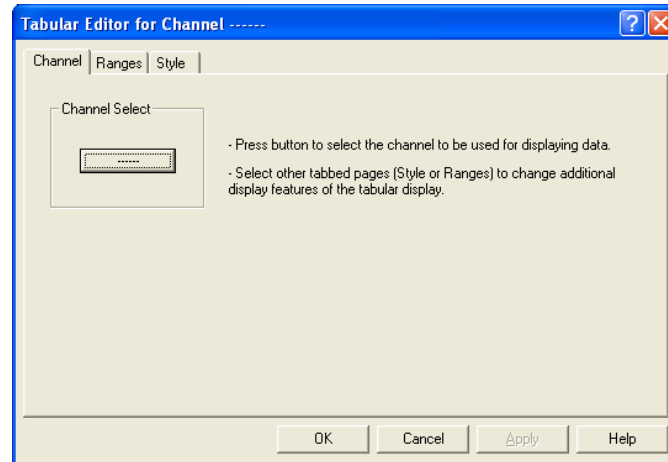 Tabular Editor for Channel ------
Channel Ranges Style
Channel Select
------
- Press button to select the channel to be used for displaying data.
- Select other tabbed pages (Style or Ranges) to change additional
display features of the tabular display.
OK Cancel Apply Help